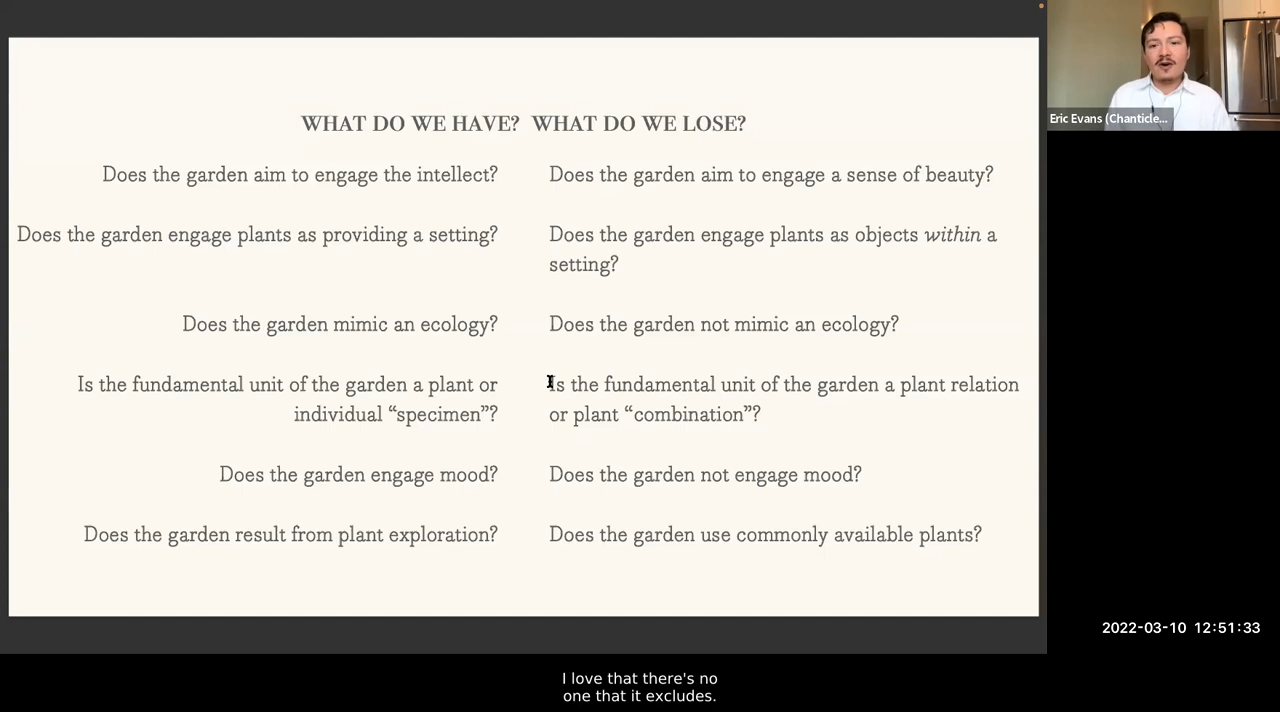 WHAT DO WE HAVE? WHAT DO WE LOSE?
Does the garden aim to engage the intellect?
Does the garden aim to engage a sense of beauty?
Does the garden engage plants as providing a setting?
Does the garden engage plants as objects within a
setting?
Does the garden mimic an ecology?
Does the garden not mimic an ecology?
Is the fundamental unit of the garden a plant or
individual “specimen”?
Is the fundamental unit of the garden a plant relation
or plant “combination”?
Does the garden engage mood?
Does the garden not engage mood?
Does the garden result from plant exploration?
Does the garden use commonly available plants?
Eric Evans (Chanticle...
2022-03-10 12:51:33
I love that there's no
one that it excludes.